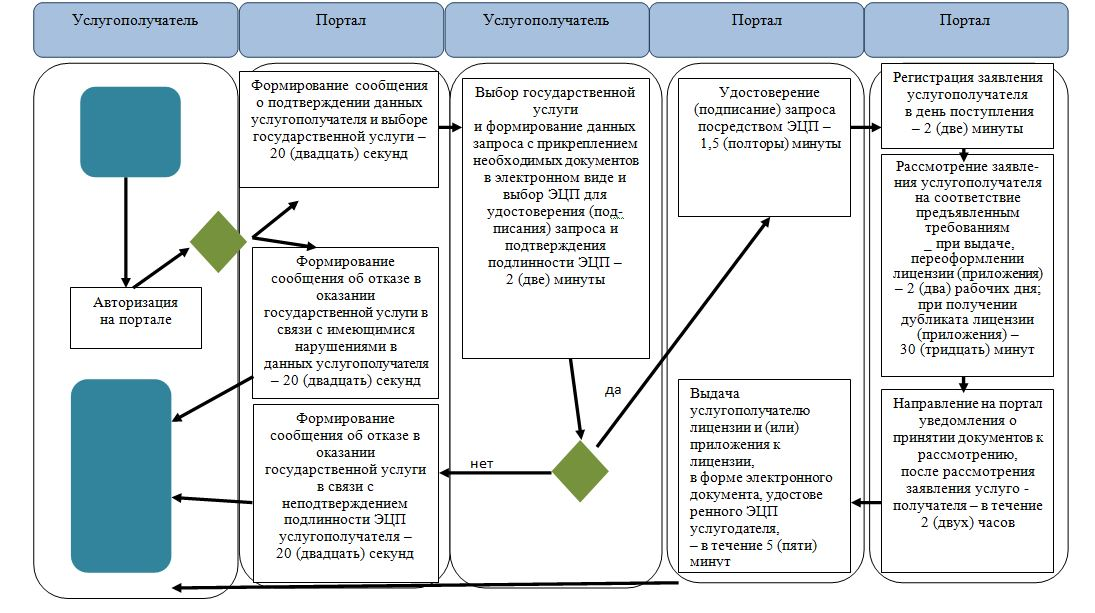 Услугополучатель
Портал
Услугополучатель
Портал
Портал
Авторизация
на портале
Формирование сообщения
о подтверждении данных
услугополучателя и выборе
государственной услуги –
20 (двадцать) секунд
Формирование
сообщения об отказе в
оказании
государственной услуги в
связи с имеющимися
нарушениями в
данных услугополучателя
– 20 (двадцать) секунд
Формирование
сообщения об отказе в
оказании
государственной услуги
в связи с
неподтверждением
подлинности ЭЦП
услугополучателя –
20 (двадцать) секунд
Выбор государственной
услуги
и формирование данных
запроса с прикреплением
необходимых документов
в электронном виде и
выбор ЭЦП для
удостоверения (под-
писания) запроса и
подтверждения
подлинности ЭЦП –
2 (две) минуты
нет
да
Удостоверение
(подписание) запроса
посредством ЭЦП –
1,5 (полторы) минуты
Выдача
услугополучателю
лицензии и (или)
приложения к
лицензии,
в форме электронного
документа, удостове
ренного ЭЦП
услугодателя,
– в течение 5 (пяти)
минут
Регистрация заявления
услугополучателя
в день поступления
– 2 (две) минуты
Рассмотрение заявле-
ния услугополучателя
на соответствие
предъявленным
требованиям
_ при выдаче,
переоформлении
лицензии (приложения)
– 2 (два) рабочих дня;
при получении
дубликата лицензии
(приложения) –
30 (тридцать) минут
Направление на портал
уведомления о
принятии документов к
рассмотрению,
после рассмотрения
заявления услуго -
получателя – в течение
2 (двух) часов